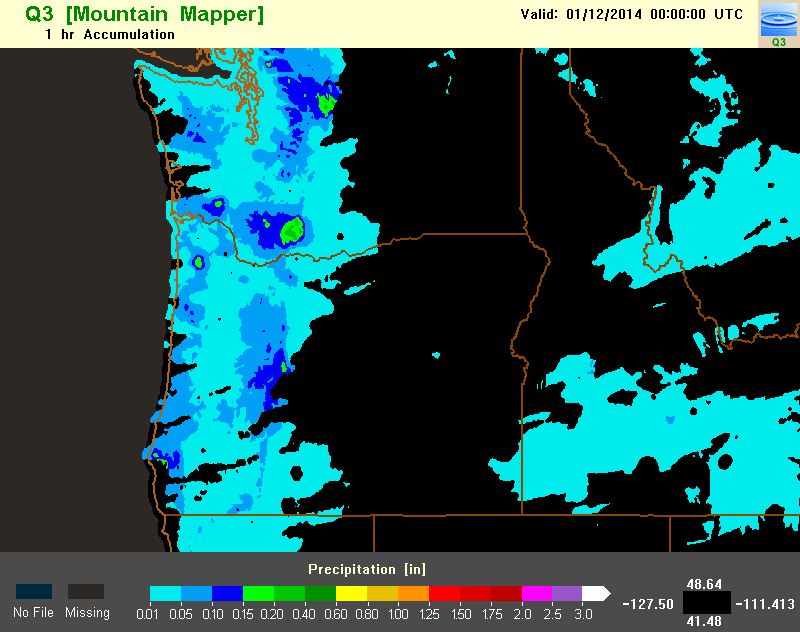 Q3 [Mountain Mapper]
1 hr Accumulation
Valid: 01/12/2014 00:00:00 UTC
Q3
Precipitation [in]
No File
Missing
0.01 0.05 0.10 0.15 0.20 0.40 0.60 0.80 1.00 1.25 1.50 1.75 2.0 2.5 3.0
48.64
-127.50
-111.413
41.48